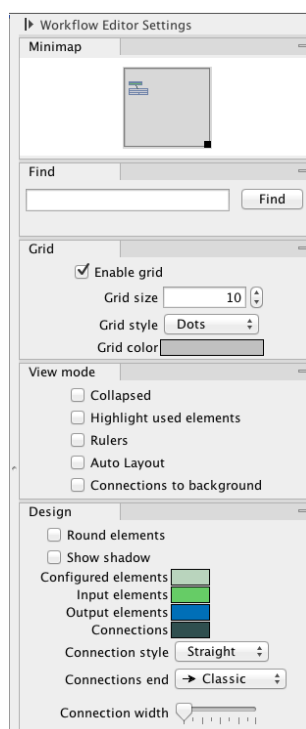 Workflow Editor Settings
Minimap
Find
Find
Grid
Enable grid
Grid size 10
Grid style Dots
Grid color
View mode
Collapsed
Highlight used elements
Rulers
Auto Layout
Connections to background
Design
Round elements
Show shadow
Configured elements
Input elements
Output elements
Connections
Connection style Straight
Connections end Classic
Connection width